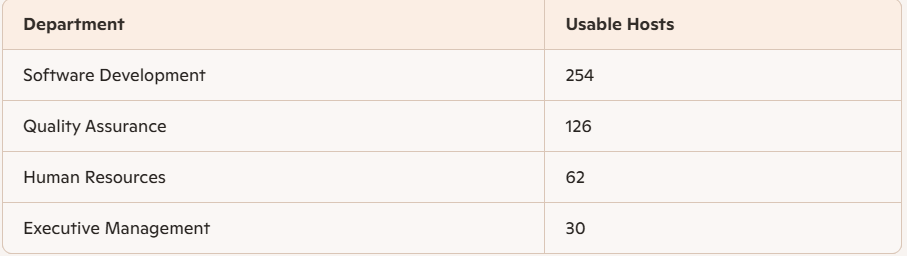 Department Usable Hosts
Software Development 254
Quality Assurance 126
Human Resources 62
Executive Management 30